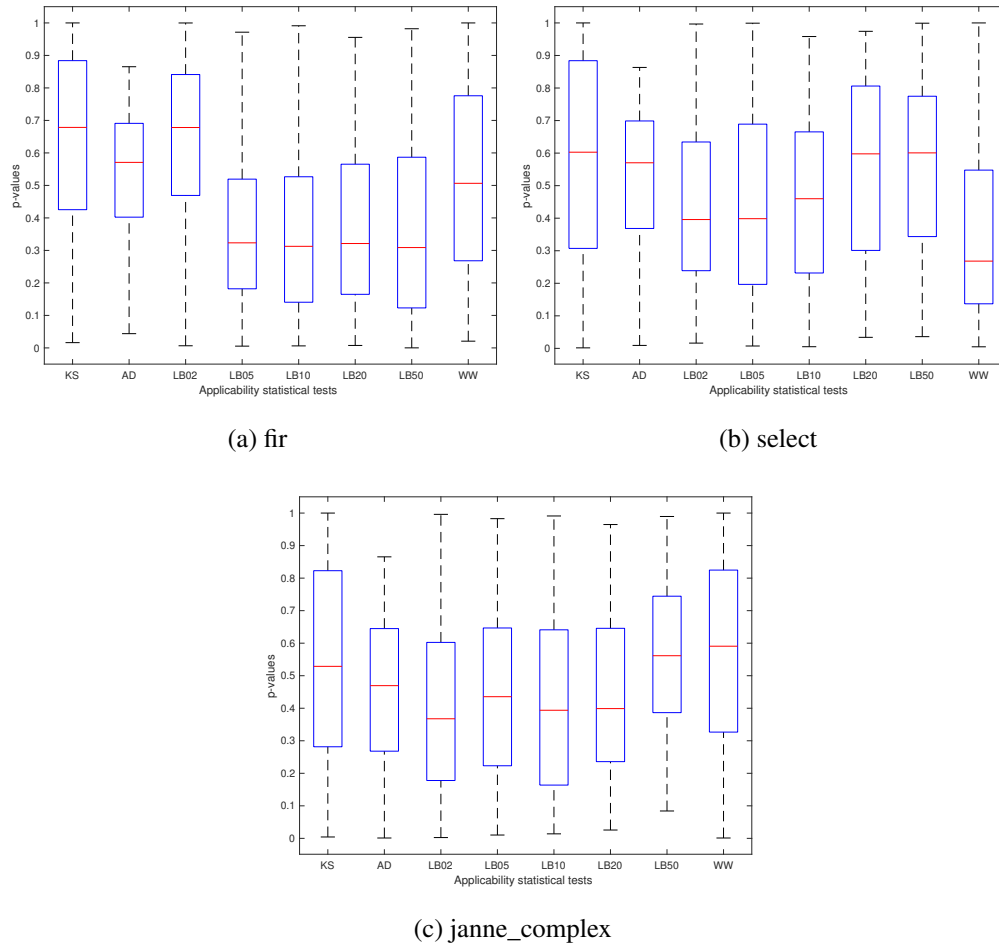 1
0.9
0.8
0.7
0.6
0.5
0.4
0.3
0.2
0.1
0
p-values
KS AD LB02 LB05 LB10 LB20 LB50 WW
Applicability statistical tests
(a) fir
1
0.9
0.8
0.7
0.6
0.5
0.4
0.3
0.2
0.1
0
p-values
KS AD LB02 LB05 LB10 LB20 LB50 WW
Applicability statistical tests
(b) select
1
0.9
0.8
0.7
0.6
0.5
0.4
0.3
0.2
0.1
0
p-values
KS AD LB02 LB05 LB10 LB20 LB50 WW
Applicability statistical tests
(c) janne_complex